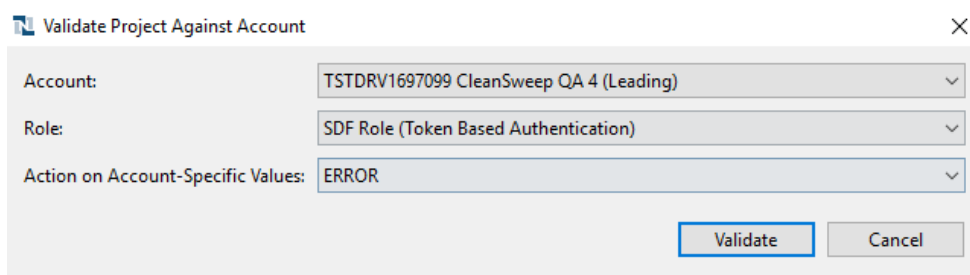 Validate Project Against Account
Account: TSTDRV1697099 CleanSweep QA 4 (Leading)
Role: SDF Role (Token Based Authentication)
Action on Account-Specific Values: ERROR
Validate Cancel